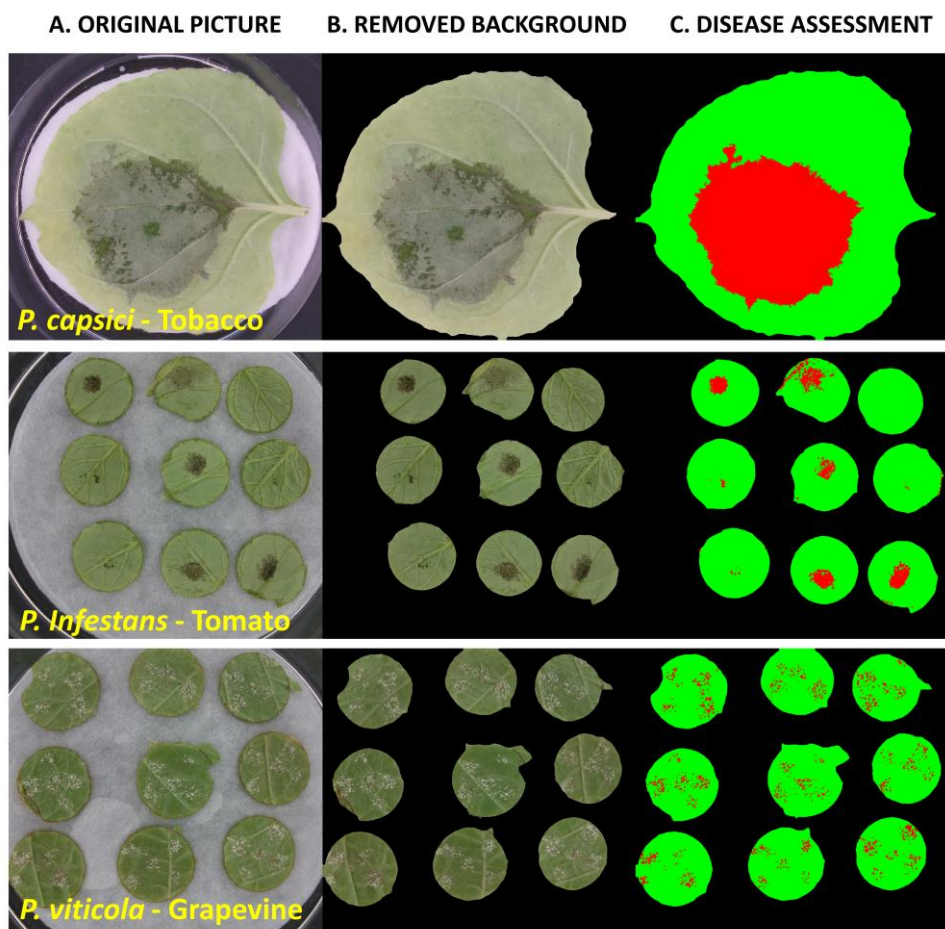 A. ORIGINAL PICTURE B. REMOVED BACKGROUND C. DISEASE ASSESSMENT
P. capsici - Tobacco
P. Infestans - Tomato
P. viticola - Grapevine